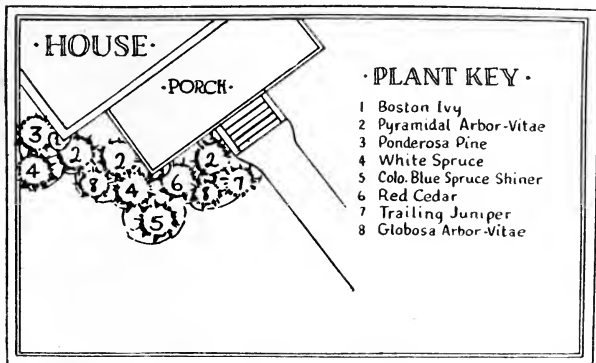 ·HOUSE·
·PORCH·
·PLANT KEY·
1 Boston Ivy
2 Pyramidal Arbor-Vitae
3 Ponderosa Pine
4 White Spruce
5 Colo. Blue Spruce Shiner
6 Red Cedar
7 Trailing Juniper
8 Globosa Arbor-Vitae
3
1
2
2
2
4
8
4
6
8
7
5